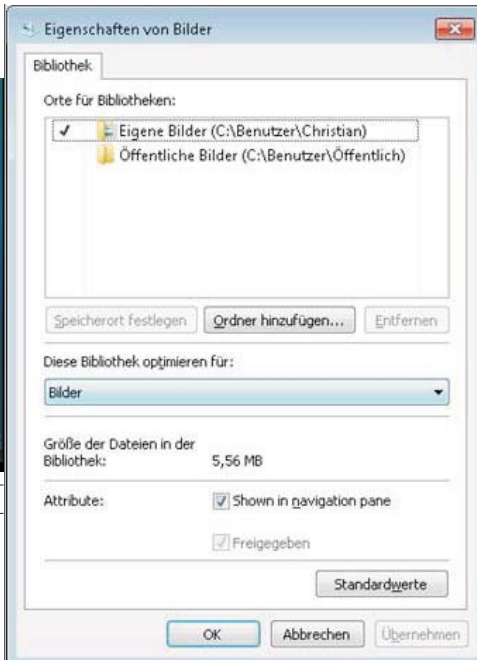 Eigenschaften von Bilder
Bibliothek
Orte für Bibliotheken:
Eigene Bilder (C:\Benutzer\Christian)
Öffentliche Bilder (C:\Benutzer\Öffentlich)
Speicherort festlegen Ordner hinzufügen... Entfernen
Diese Bibliothek optimieren für:
Bilder
Größe der Dateien in der
Bibliothek: 5,56 MB
Attribute: Shown in navigation pane
Freigegeben
Standardwerte
OK Abbrechen Übernehmen